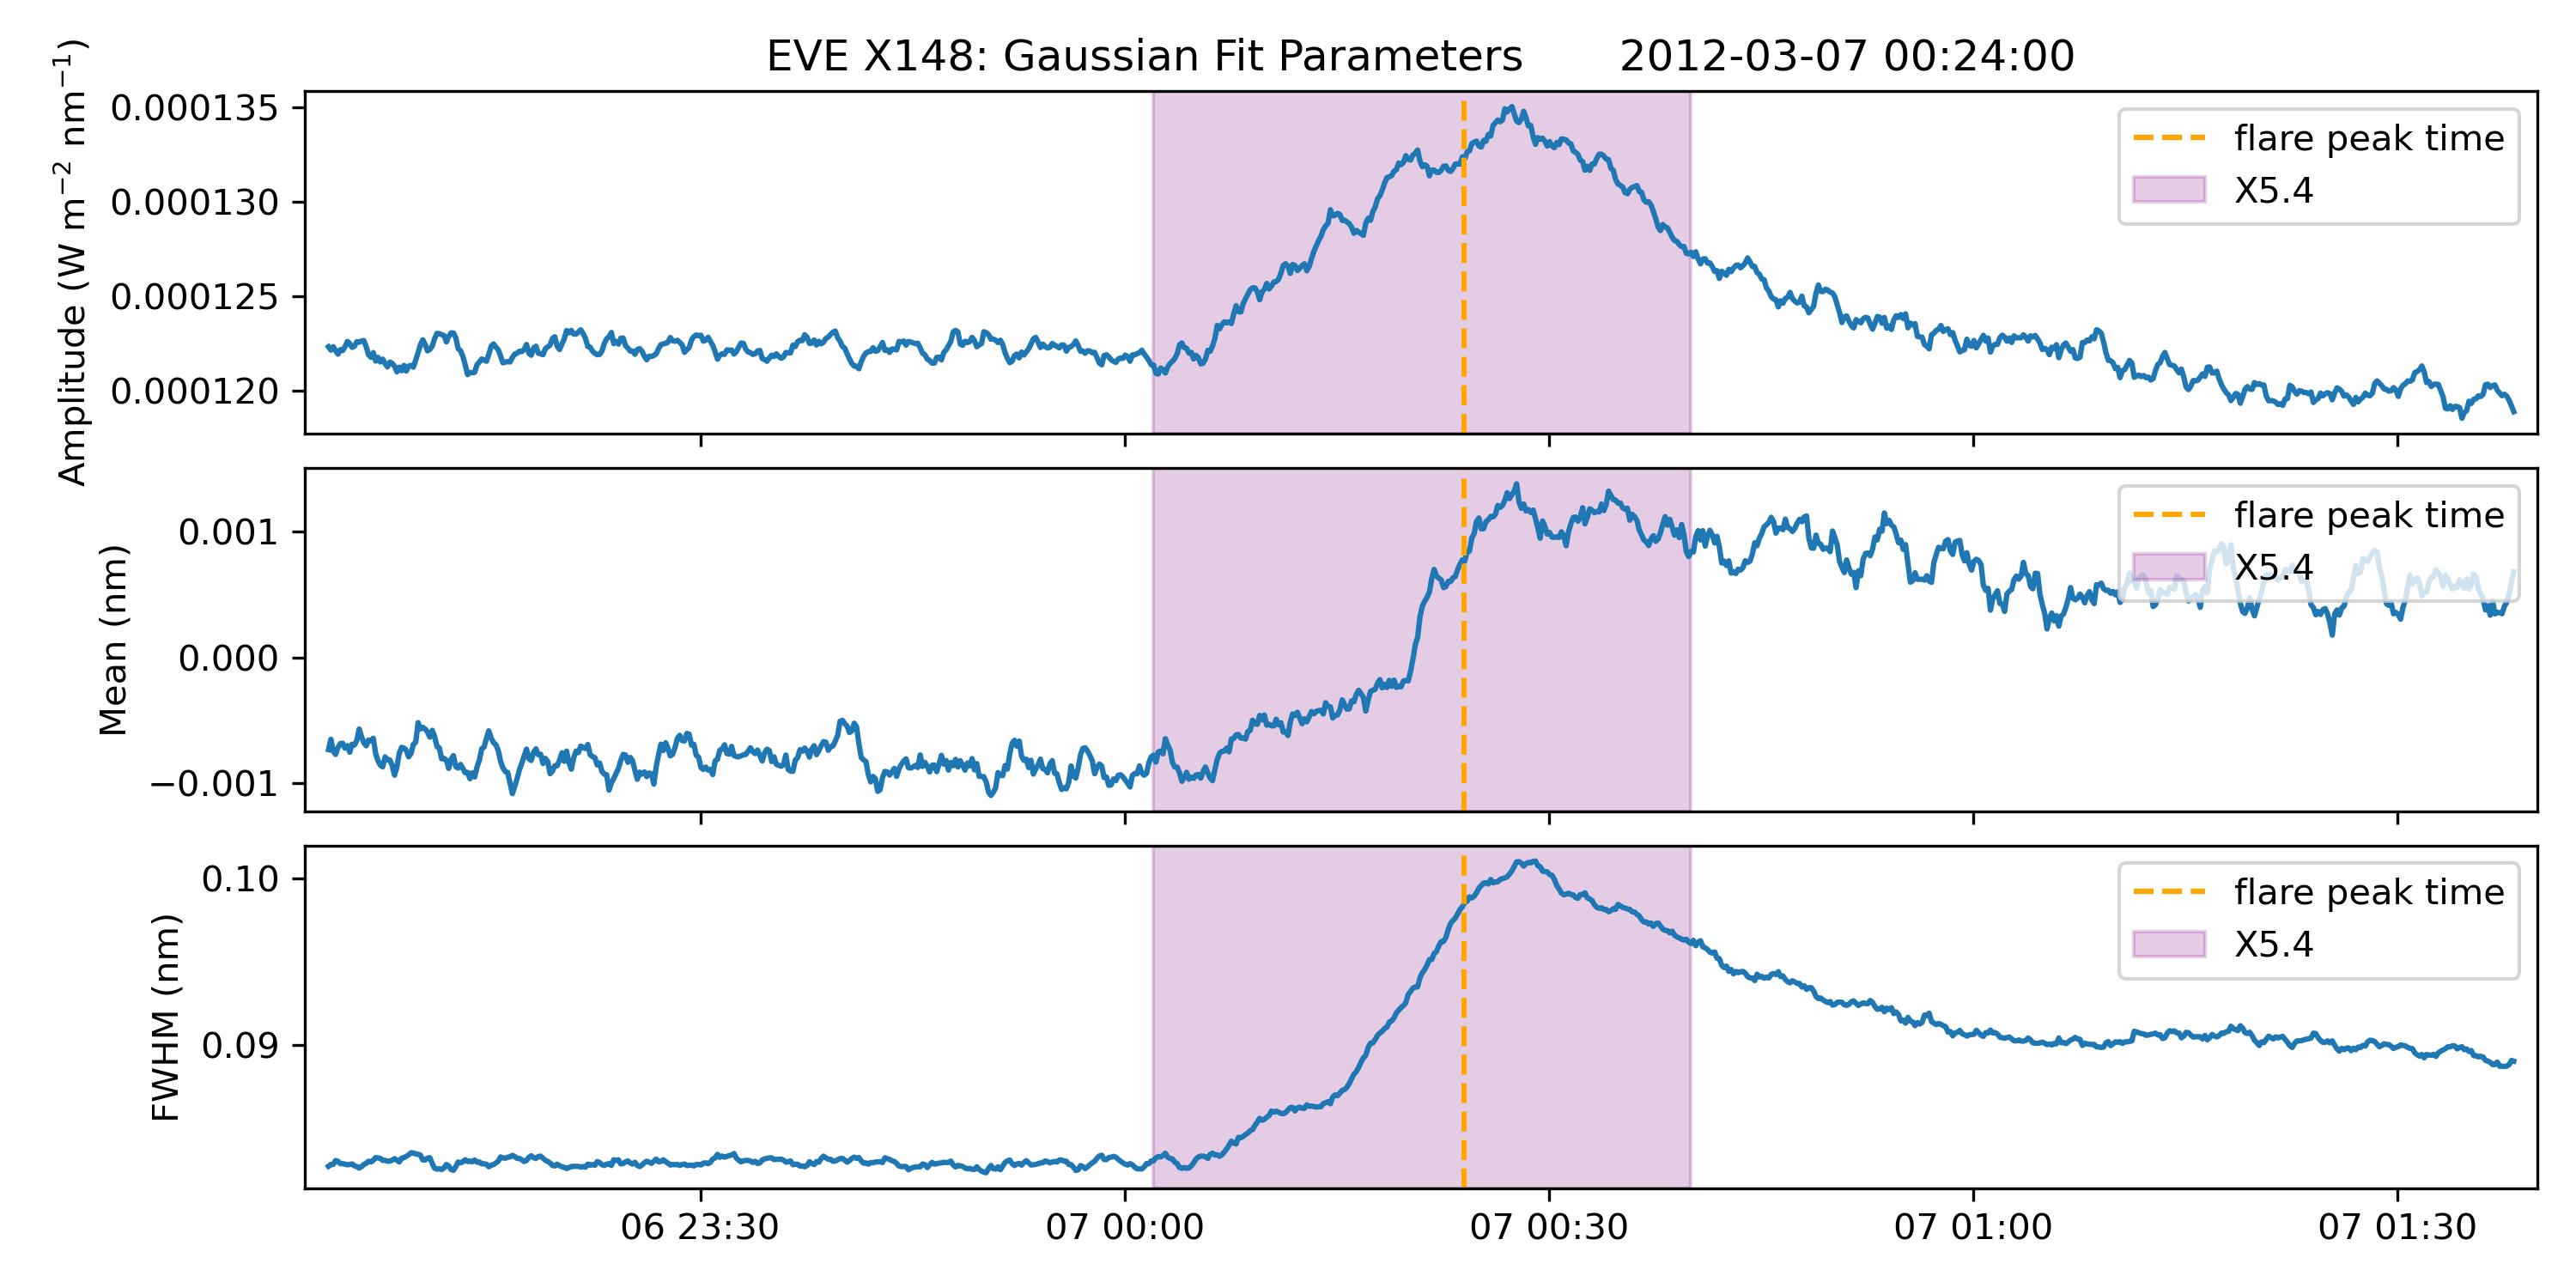 EVE X148: Gaussian Fit Parameters 2012-03-07 00:24:00
Amplitude (W m⁻² nm⁻¹)
0.000135
0.000130
0.000125
0.000120
flare peak time
X5.4
Mean (nm)
0.001
0.000
−0.001
flare peak time
X5.4
FWHM (nm)
0.10
0.09
flare peak time
X5.4
06 23:30 07 00:00 07 00:30 07 01:00 07 01:30